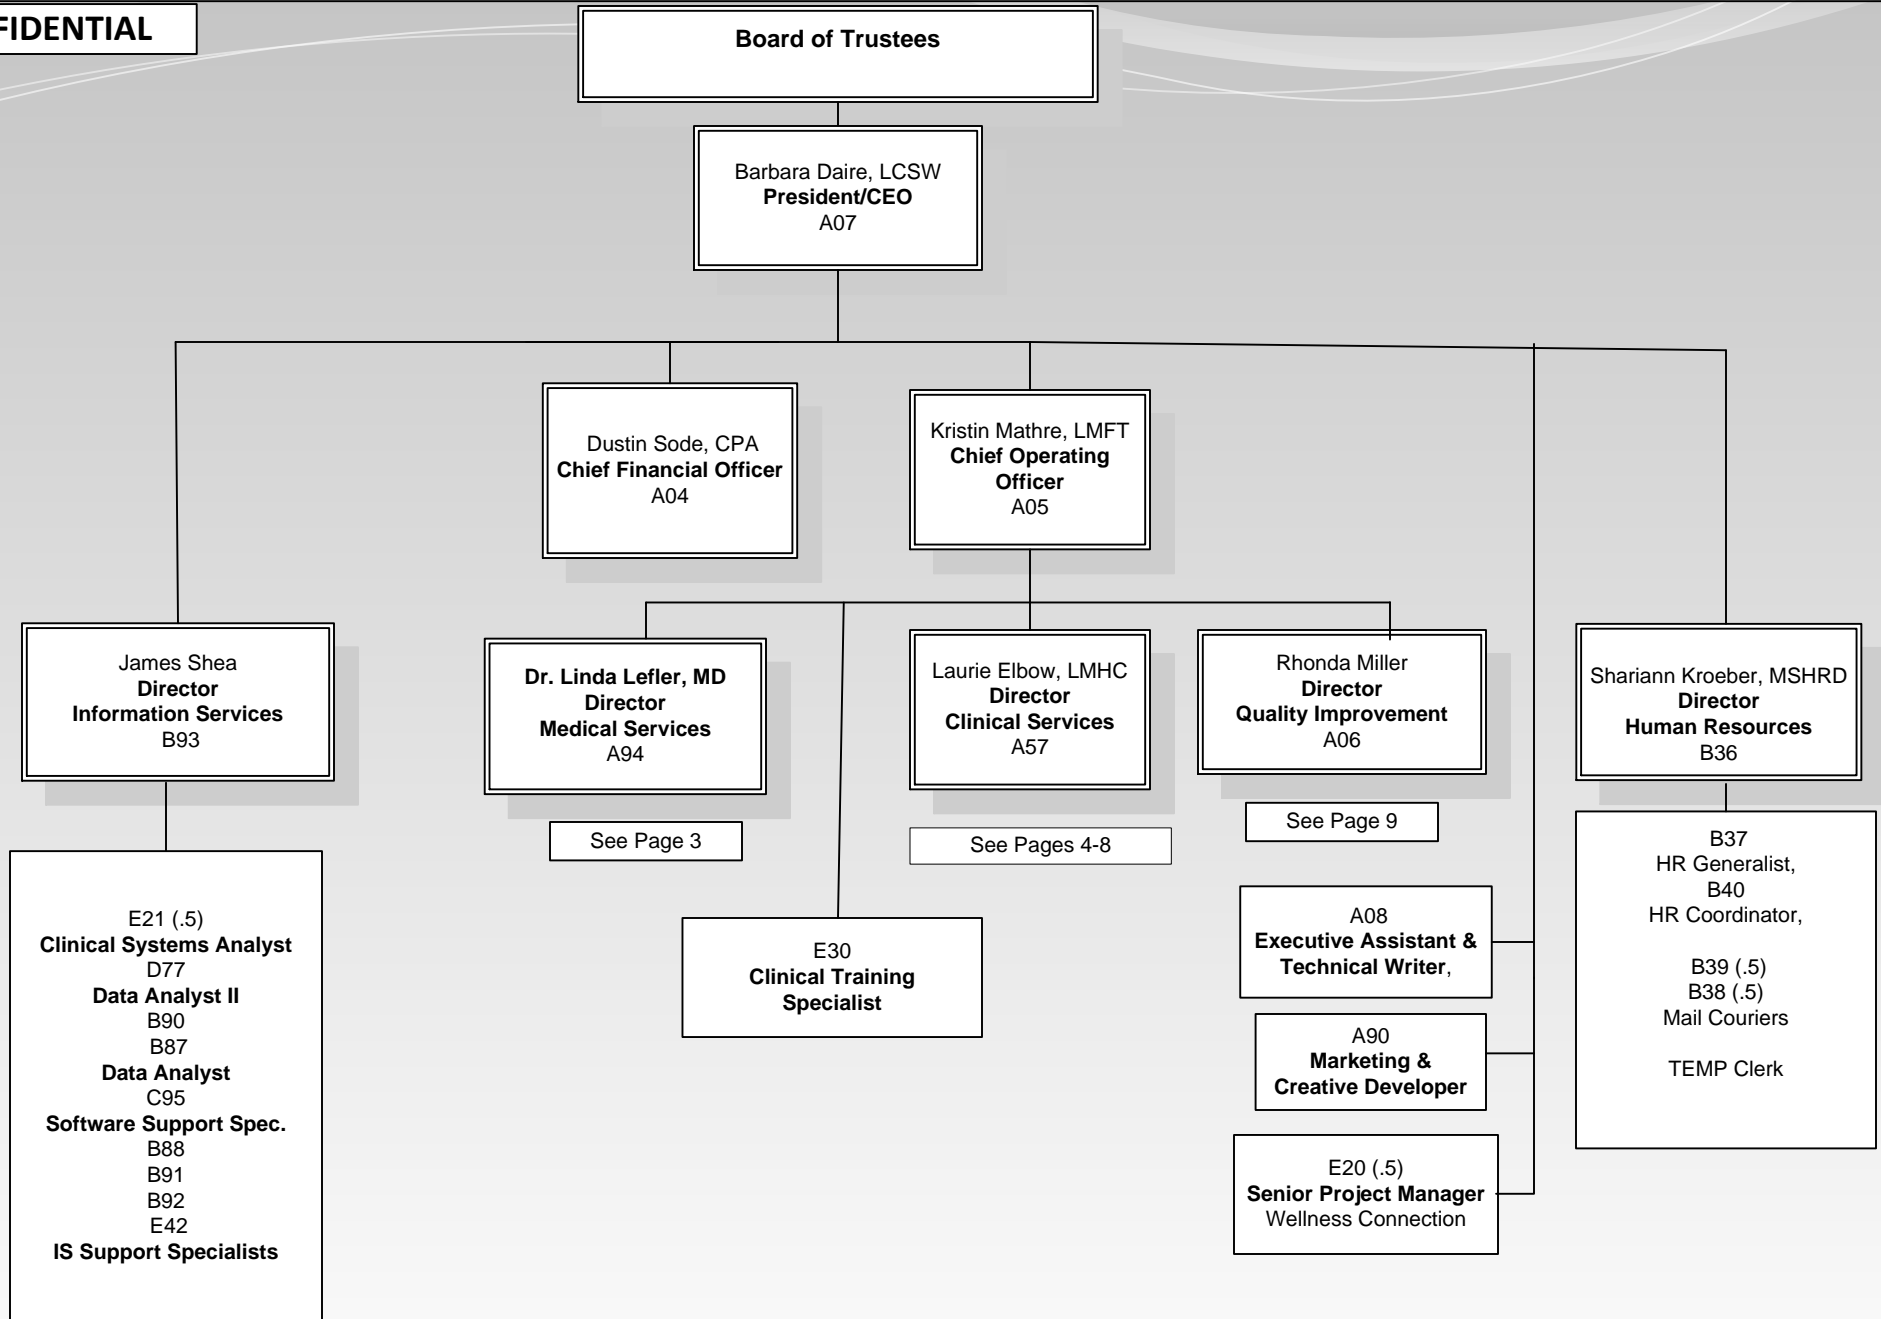 FIDENTIAL
Board of Trustees
Barbara Daire, LCSW
President/CEO
A07
Dustin Sode, CPA
Chief Financial Officer
A04
Kristin Mathre, LMFT
Chief Operating
Officer
A05
James Shea
Director
Information Services
B93
Dr. Linda Lefler, MD
Director
Medical Services
A94
Laurie Elbow, LMHC
Director
Clinical Services
A57
Rhonda Miller
Director
Quality Improvement
A06
Shariann Kroeber, MSHRD
Director
Human Resources
B36
See Page 3
See Pages 4-8
See Page 9
E21 (.5)
Clinical Systems Analyst
D77
Data Analyst II
B90
B87
Data Analyst
C95
Software Support Spec.
B88
B91
B92
E42
IS Support Specialists
E30
Clinical Training
Specialist
A08
Executive Assistant &
Technical Writer,
A90
Marketing &
Creative Developer
E20 (.5)
Senior Project Manager
Wellness Connection
B37
HR Generalist,
B40
HR Coordinator,
B39 (.5)
B38 (.5)
Mail Couriers
TEMP Clerk